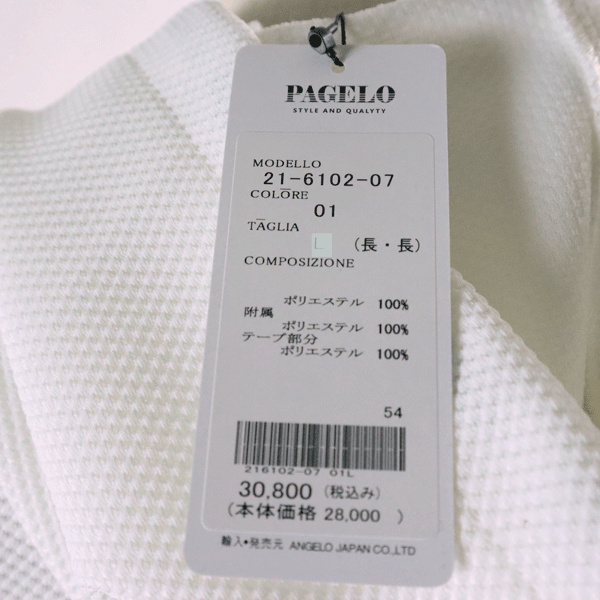 PAGELO
STYLE AND QUALYTY
MODELLO
21-6102-07
COLORE
01
TAGLIA
L (長・長)
COMPOSIZIONE
ポリエステル 100%
附属
ポリエステル 100%
テープ部分
ポリエステル 100%
54
216102-07 01L
30,800 (税込み)
(本体価格 28,000 )
輸入・発売元 ANGELO JAPAN CO.,LTD